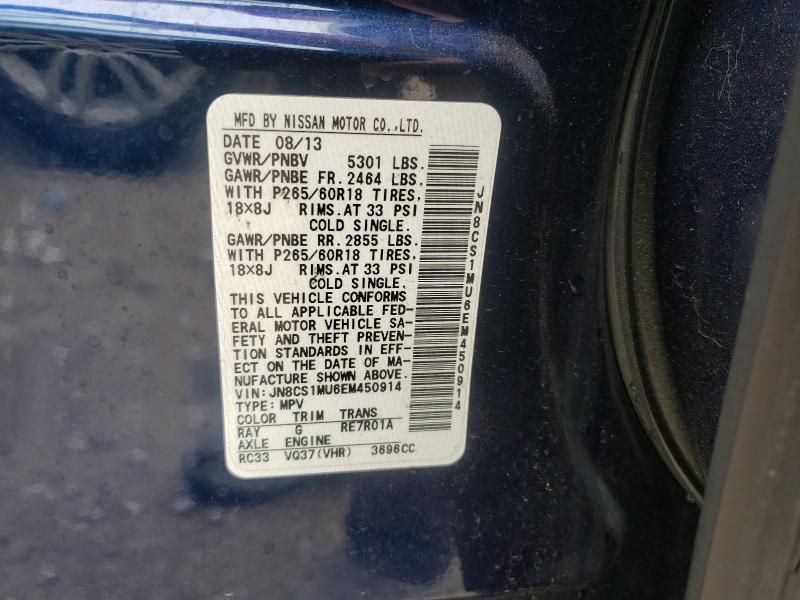 MFD BY NISSAN MOTOR CO.,LTD.
DATE 08/13
GVWR/PNBV 5301 LBS.
GAWR/PNBE FR. 2464 LBS.
WITH P265/60R18 TIRES,
18×8J RIMS.AT 33 PSI
COLD SINGLE.
GAWR/PNBE RR. 2855 LBS.
WITH P265/60R18 TIRES,
18×8J RIMS.AT 33 PSI
COLD SINGLE.
THIS VEHICLE CONFORMS
TO ALL APPLICABLE FED-
ERAL MOTOR VEHICLE SA-
FETY AND THEFT PREVEN-
TION STANDARDS IN EFF-
ECT ON THE DATE OF MA-
NUFACTURE SHOWN ABOVE.
VIN: JN8CS1MU6EM450914
TYPE: MPV
COLOR TRIM TRANS
RAY G RE7R01A
AXLE ENGINE
RC33 VQ37(VHR) 3696CC
JN8CS1MU6EM450914